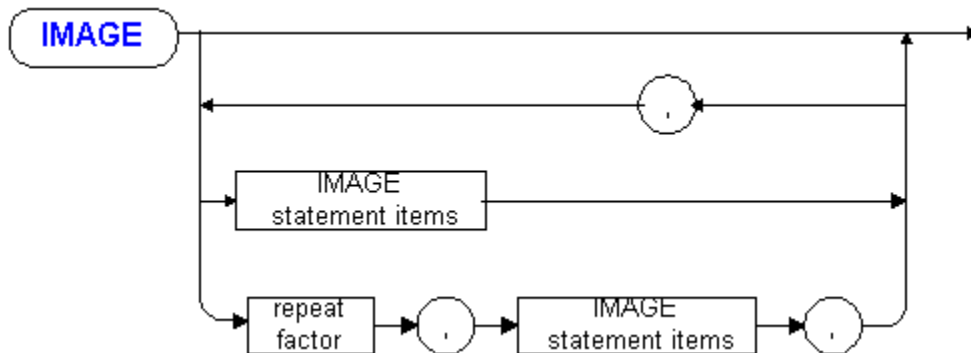 IMAGE
,
IMAGE
statement items
repeat
factor
,
IMAGE
statement items
,